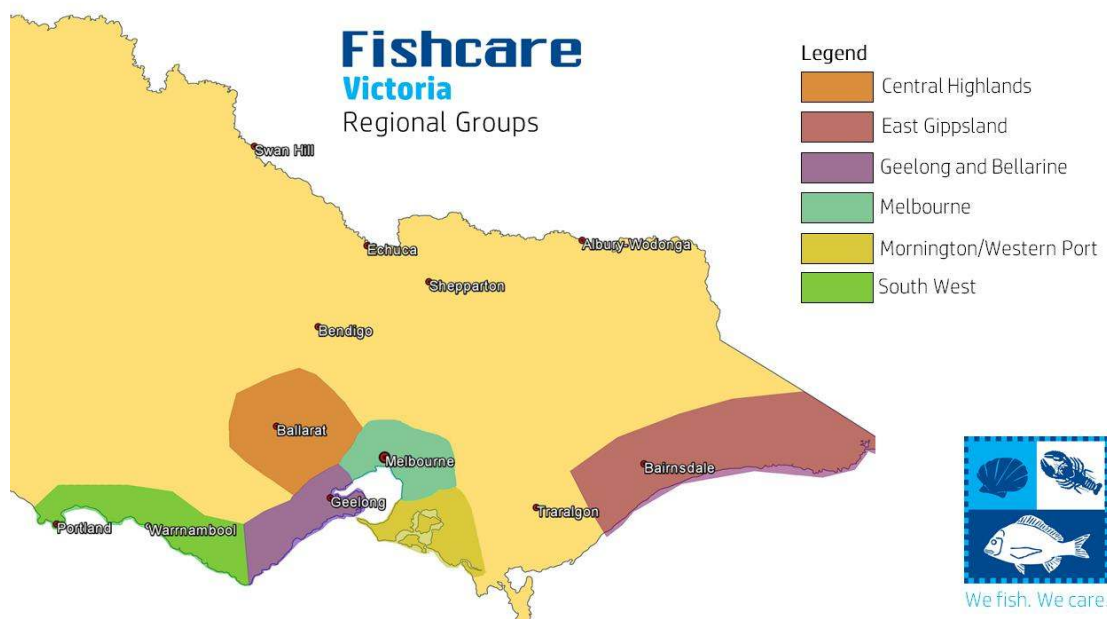 Fishcare
Victoria
Regional Groups
Legend
Central Highlands
East Gippsland
Geelong and Bellarine
Melbourne
Mornington/Western Port
South West
Swan Hill
Echuca
Albury-Wodonga
Shepparton
Bendigo
Ballarat
Melbourne
Bairnsdale
Geelong
Traralgon
Portland
Warrnambool
We fish. We care.